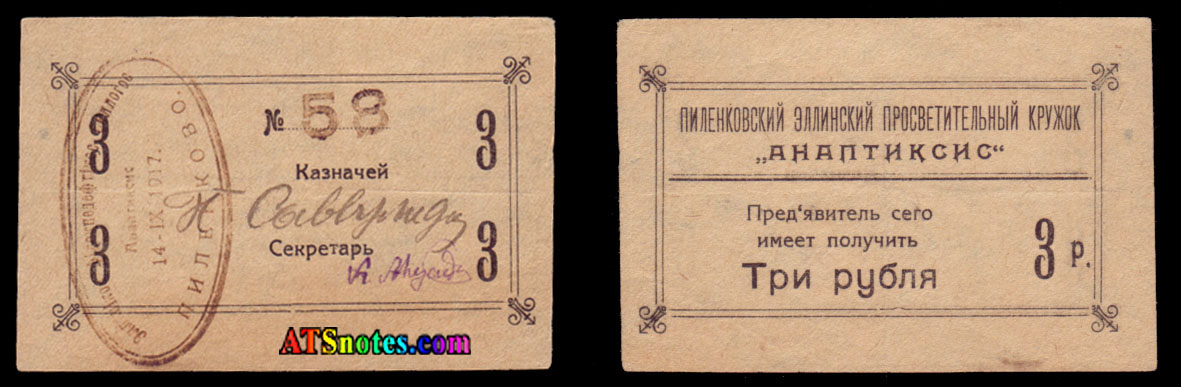 3
№ 58
3
Казначей
Секретарь
3
3
Анаптиксис
14-IX-1917.
ПИЛЕНКОВО.
ATSnotes.com
ПИЛЕНКОВСКИЙ ЭЛЛИНСКИЙ ПРОСВЕТИТЕЛЬНЫЙ КРУЖОК
„АНАПТИКСИС“
Пред‘явитель сего
имеет получить
Три рубля
3 р.